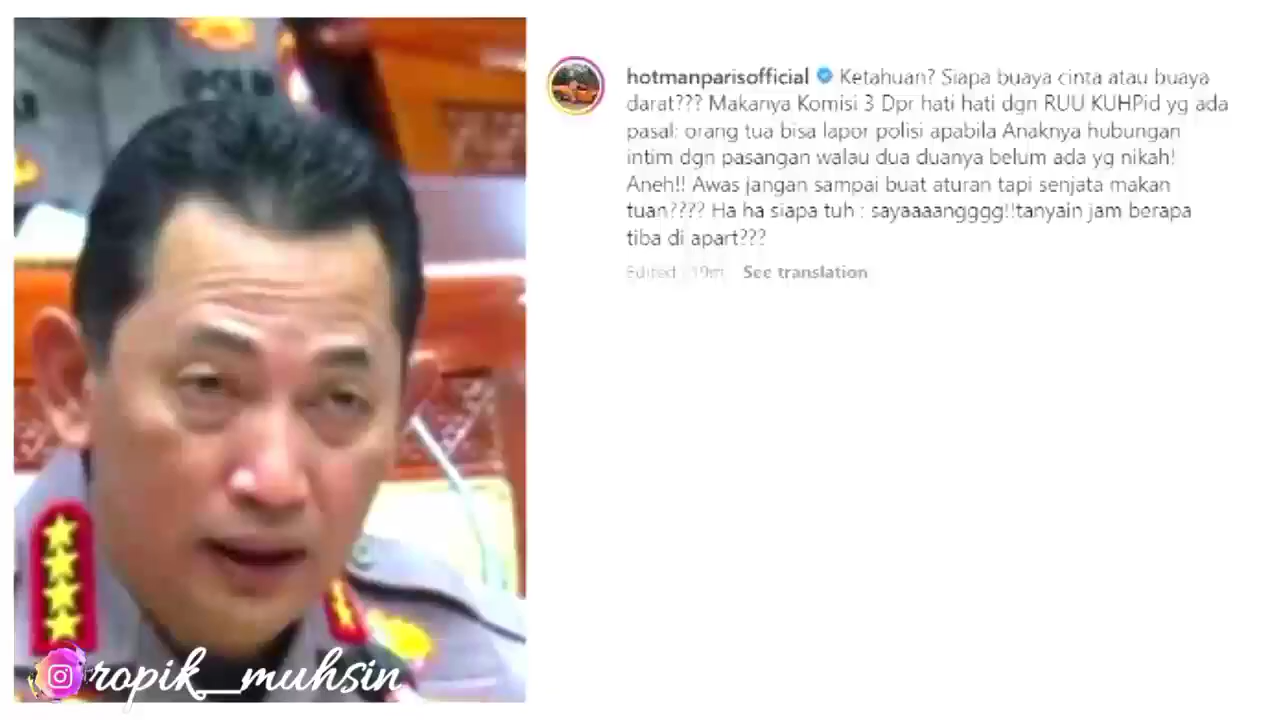 POLRI
hotmanparisofficial Ketahuan? Siapa buaya cinta atau buaya
darat??? Makanya Komisi 3 Dpr hati hati dgn RUU KUHPid yg ada
pasal: orang tua bisa lapor polisi apabila Anaknya hubungan
intim dgn pasangan walau dua duanya belum ada yg nikah!
Aneh!! Awas jangan sampai buat aturan tapi senjata makan
tuan???? Ha ha siapa tuh : sayaaaangggg!!tanyain jam berapa
tiba di apart???
Edited · 19m See translation
ropik_muhsin